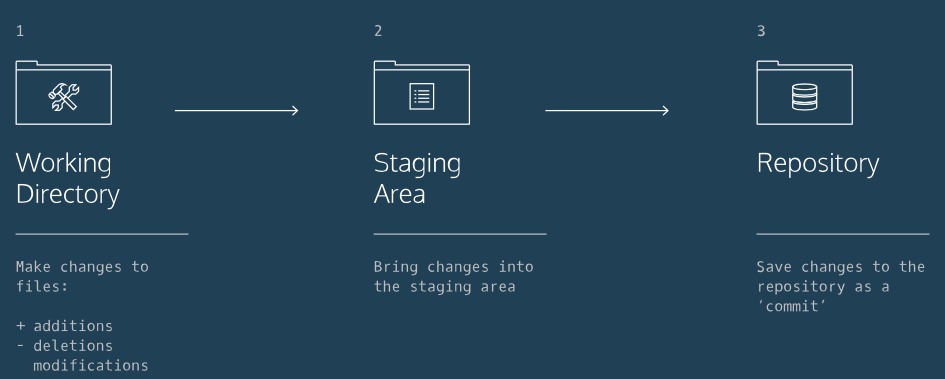 1
Working
Directory
Make changes to
files:
+ additions
- deletions
modifications
2
Staging
Area
Bring changes into
the staging area
3
Repository
Save changes to the
repository as a
‘commit’